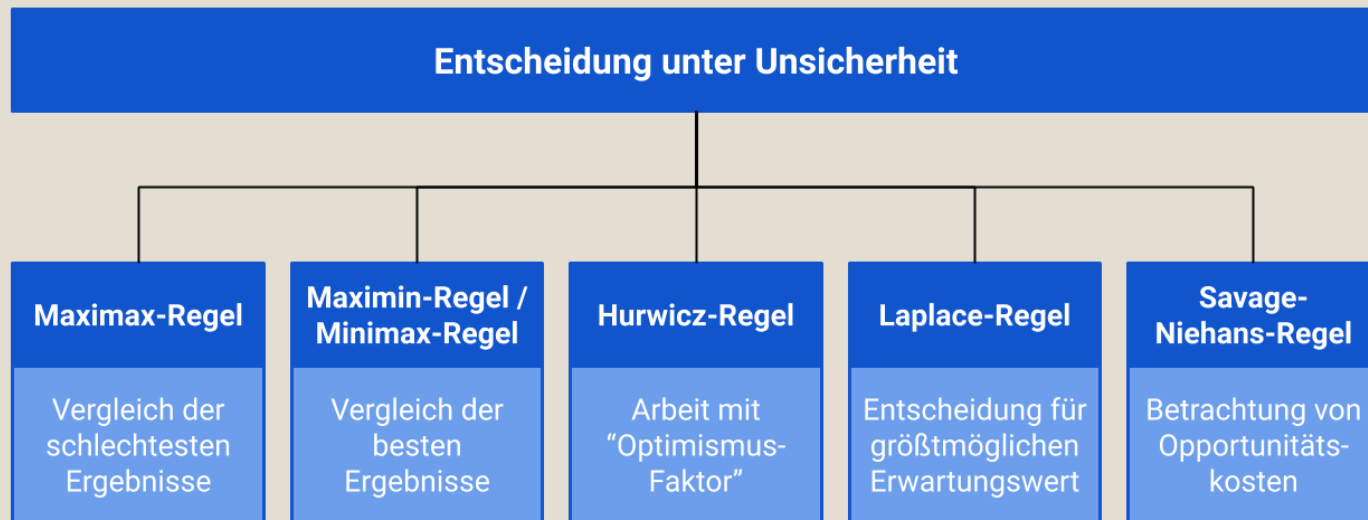 Entscheidung unter Unsicherheit
Maximax-Regel
Vergleich der
schlechtesten
Ergebnisse
Maximin-Regel /
Minimax-Regel
Vergleich der
besten
Ergebnisse
Hurwicz-Regel
Arbeit mit
“Optimismus-
Faktor”
Laplace-Regel
Entscheidung für
größtmöglichen
Erwartungswert
Savage-
Niehans-Regel
Betrachtung von
Opportunitäts-
kosten